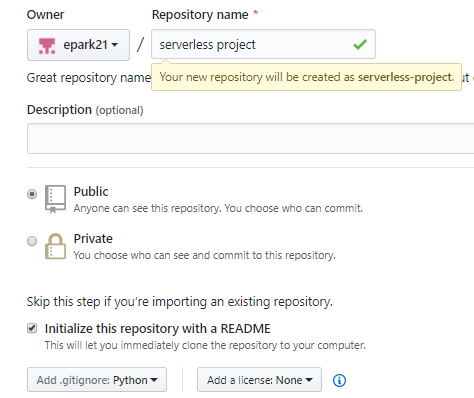 Owner
Repository name *
epark21 / serverless project
Great repository name
Your new repository will be created as serverless-project.
Description (optional)
Public
Anyone can see this repository. You choose who can commit.
Private
You choose who can see and commit to this repository.
Skip this step if you’re importing an existing repository.
Initialize this repository with a README
This will let you immediately clone the repository to your computer.
Add .gitignore: Python
Add a license: None